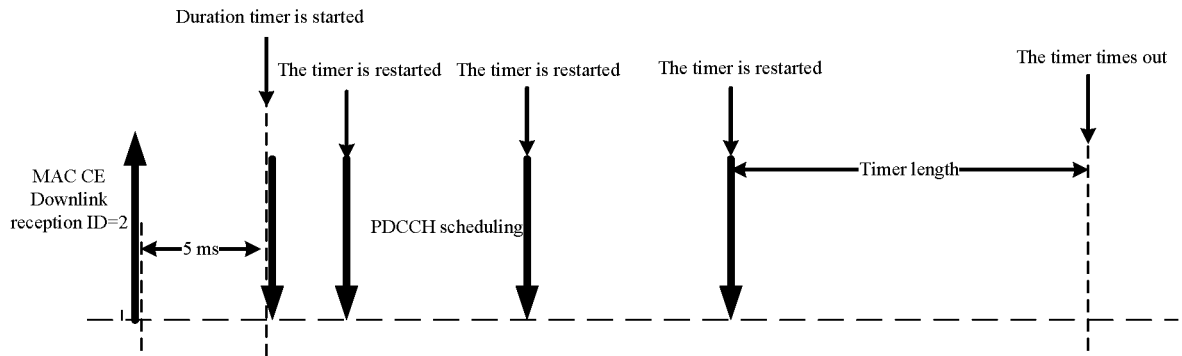 Duration timer is started
The timer is restarted
The timer is restarted
The timer is restarted
The timer times out
MAC CE
Downlink
reception ID=2
5 ms
PDCCH scheduling
Timer length